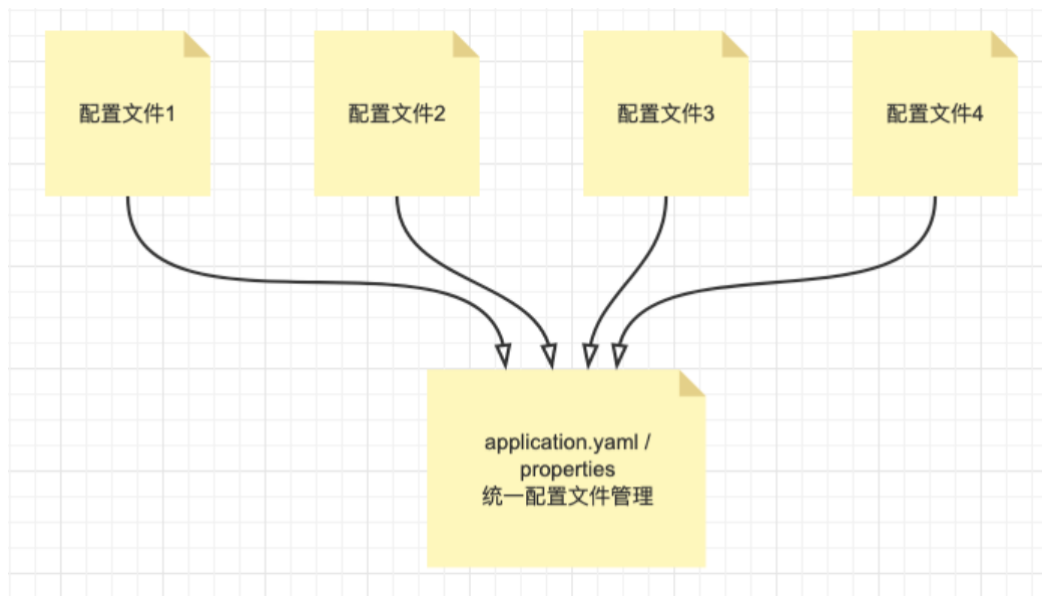 配置文件1
配置文件2
配置文件3
配置文件4
application.yaml /
properties
统一配置文件管理